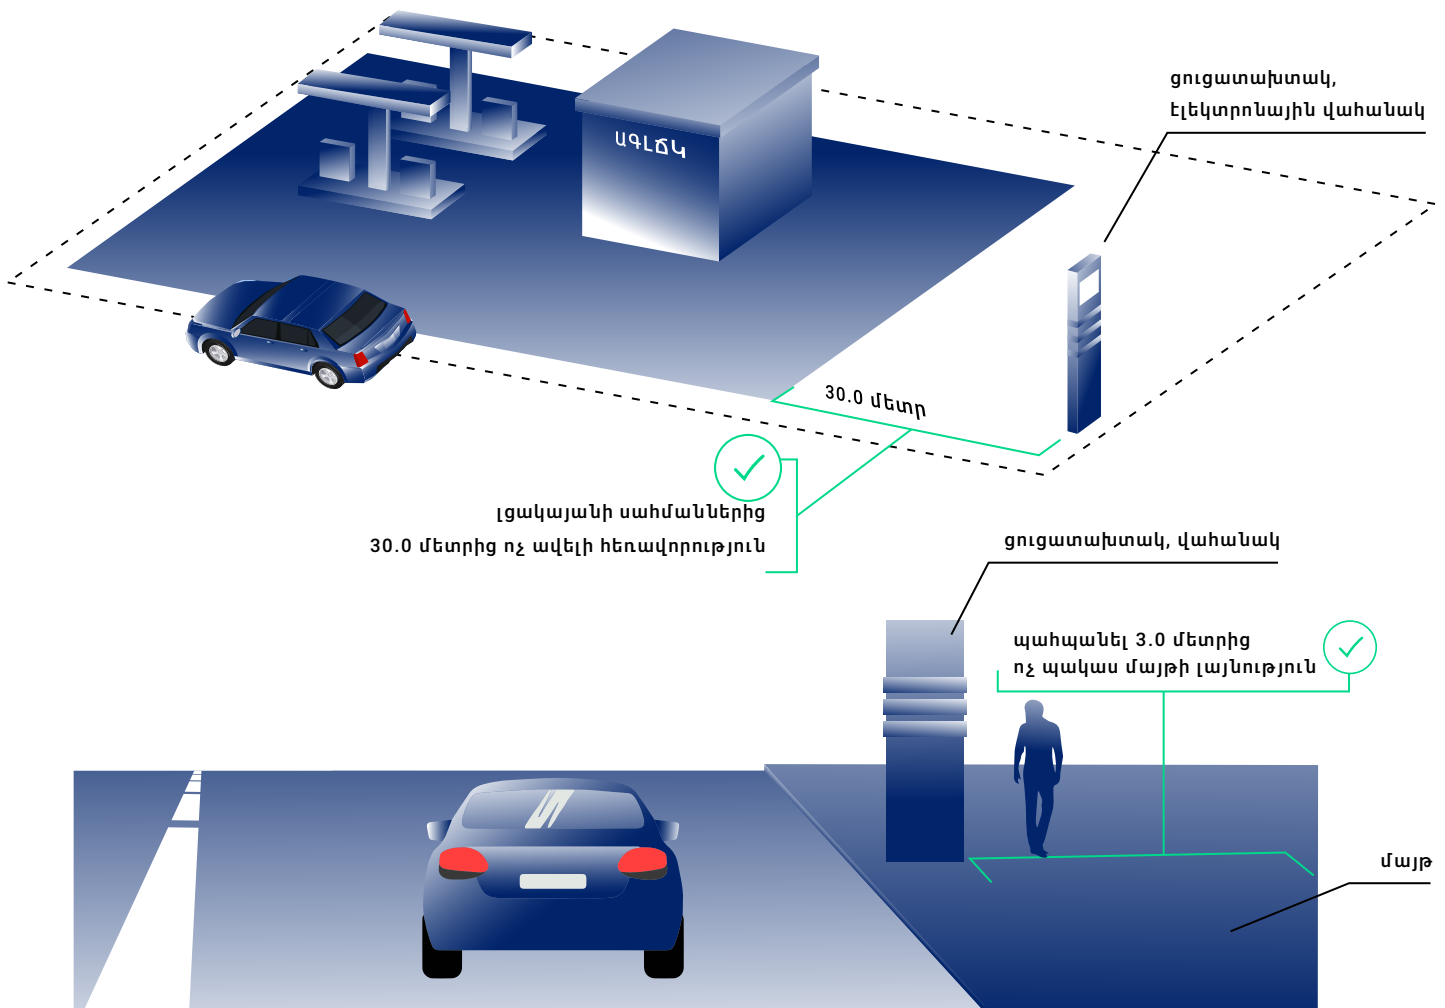 ցուցատախտակ,
էլեկտրոնային վահանակ
ԱԳԼՃԿ
30.0 մետր
լցակայանի սահմաններից
30.0 մետրից ոչ ավելի հեռավորություն
ցուցատախտակ, վահանակ
պահպանել 3.0 մետրից
ոչ պակաս մայթի լայնություն
մայթ